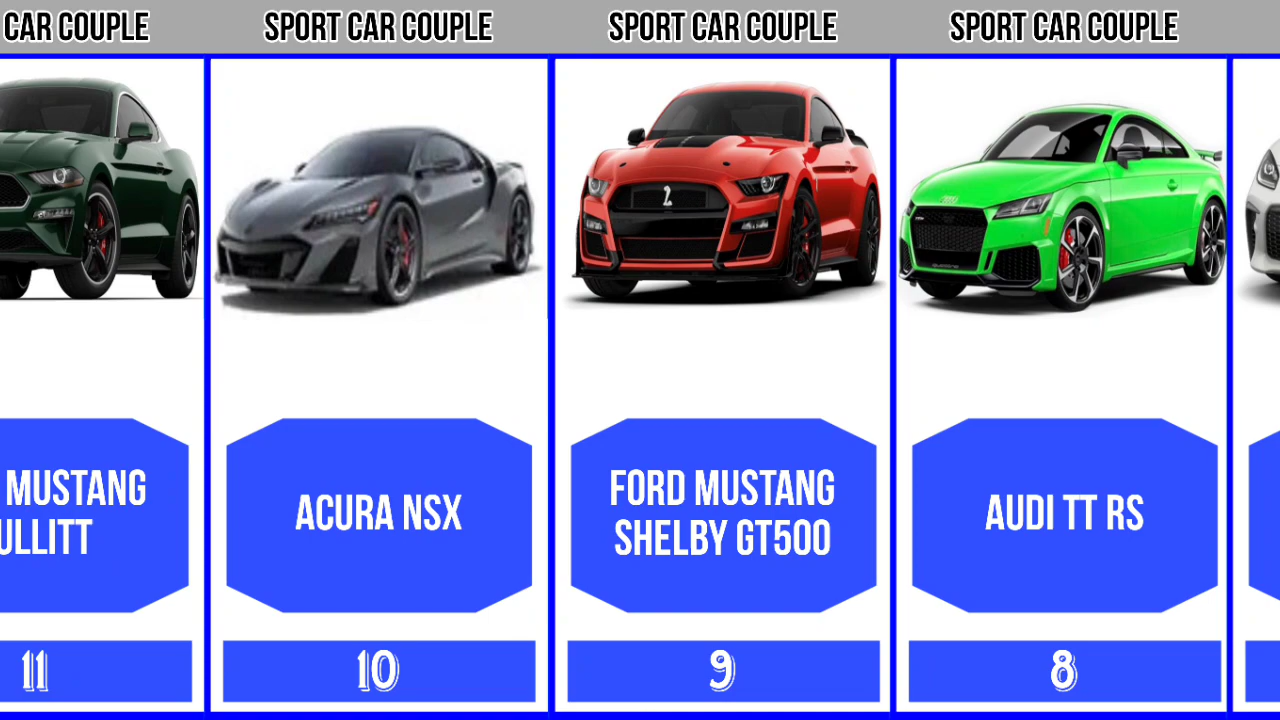 CAR COUPLE
SPORT CAR COUPLE
SPORT CAR COUPLE
SPORT CAR COUPLE
MUSTANG
ULLITT
ACURA NSX
FORD MUSTANG
SHELBY GT500
AUDI TT RS
11
10
9
8